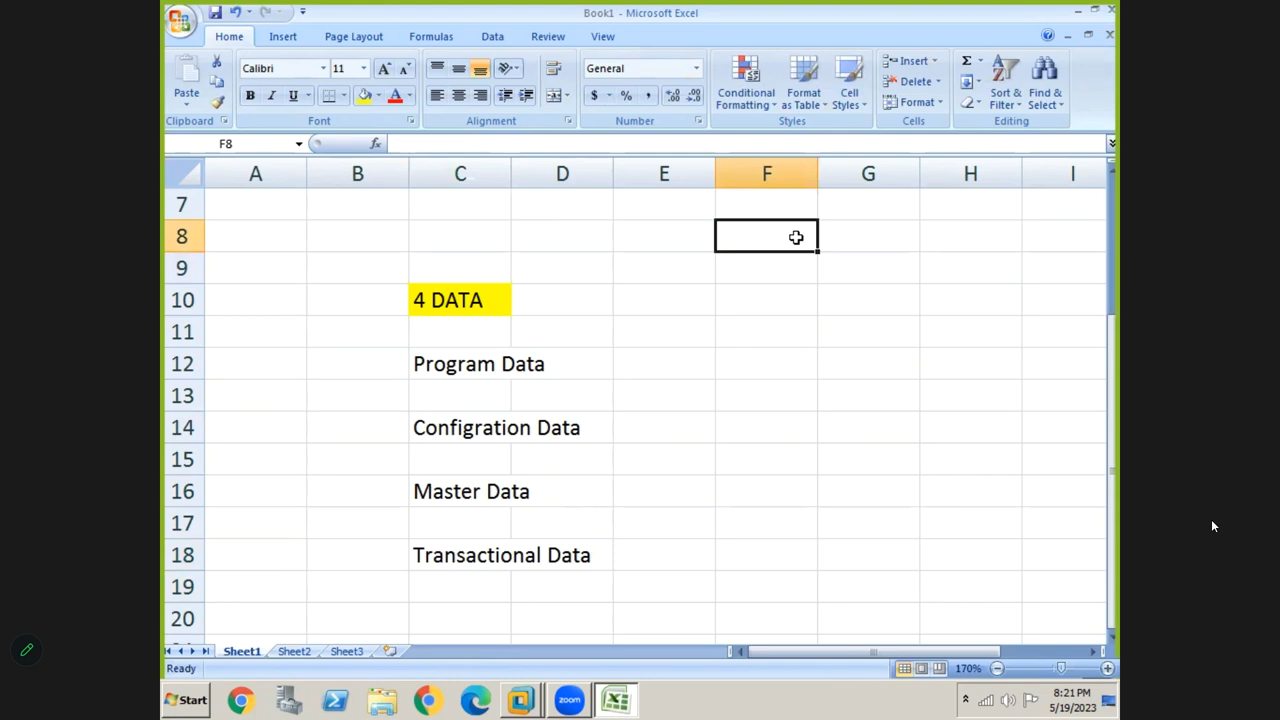 Book1 - Microsoft Excel
Home Insert Page Layout Formulas Data Review View
Paste
Calibri 11 A A
B I U A
General
$ % ,
Conditional Formatting
Format as Table
Cell Styles
Insert
Delete
Format
Σ
Sort & Filter
Find & Select
Clipboard Font Alignment Number Styles Cells Editing
F8 fx
A B C D E F G H I
7
8
9
10 4 DATA
11
12 Program Data
13
14 Configration Data
15
16 Master Data
17
18 Transactional Data
19
20
Sheet1 Sheet2 Sheet3
Ready 170%
Start zoom 8:21 PM
5/19/2023